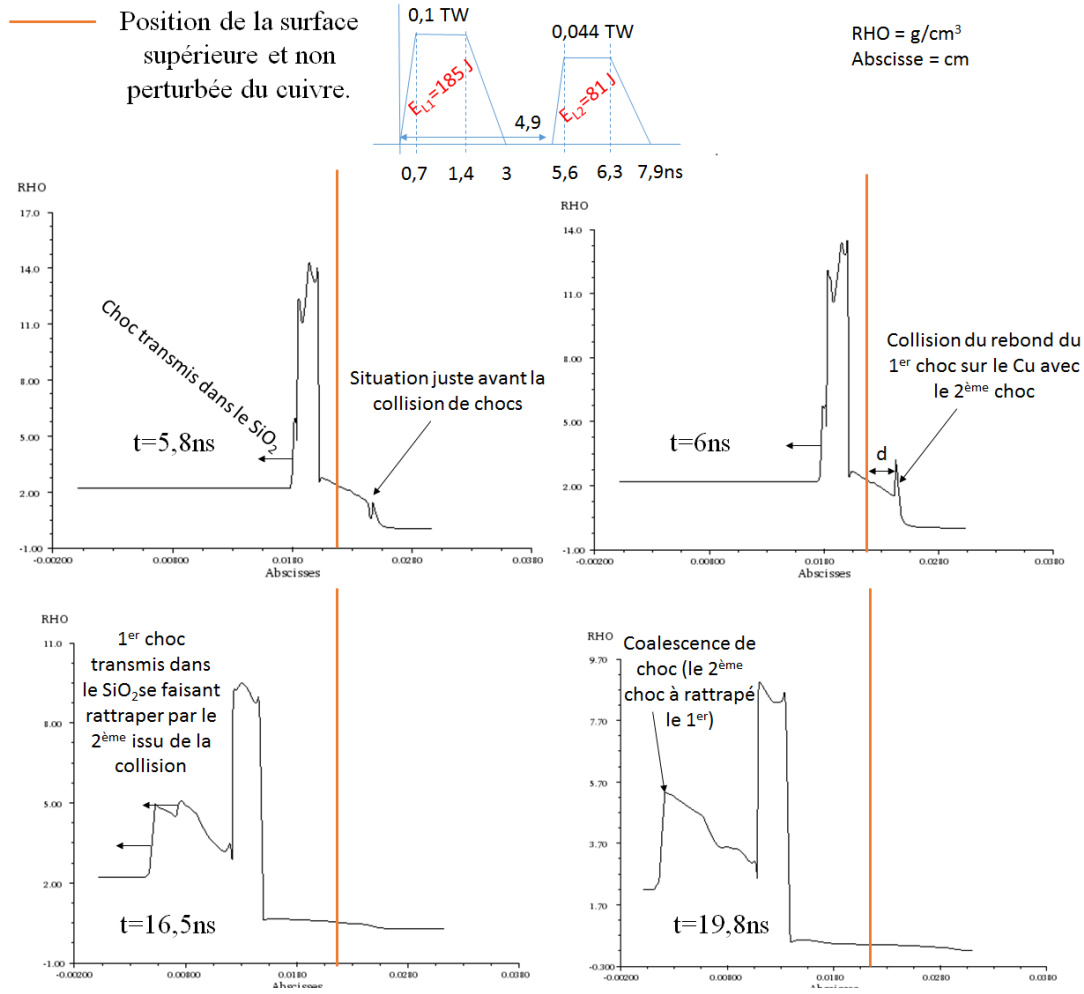 Position de la surface
supérieure et non
perturbée du cuivre.
0,1 TW
E_L1=185 J
0,044 TW
E_L2=81 J
4,9
0,7 1,4 3 5,6 6,3 7,9ns
RHO = g/cm³
Abscisse = cm
RHO
17.0
14.0
11.0
8.00
5.00
2.00
-1.00
-0.00200 0.00800 0.0180 0.0280 0.0380
Abscisses
Choc transmis dans le SiO₂
t=5,8ns
Situation juste avant la
collision de chocs
RHO
14.0
11.0
8.00
5.00
2.00
-1.00
-0.00200 0.00800 0.0180 0.0280 0.0380
Abscisses
t=6ns
d
Collision du rebond du
1er choc sur le Cu avec
le 2ème choc
RHO
11.0
8.00
5.00
2.00
-1.00
-0.00200 0.00800 0.0180 0.0280 0.0380
Abscisses
1er choc
transmis dans
le SiO₂se faisant
rattraper par le
2ème issu de la
collision
t=16,5ns
RHO
9.70
7.70
5.70
3.70
1.70
-0.300
-0.00200 0.00800 0.0180 0.0280 0.0380
Abscisses
Coalescence de
choc (le 2ème
choc à rattrapé
le 1er)
t=19,8ns